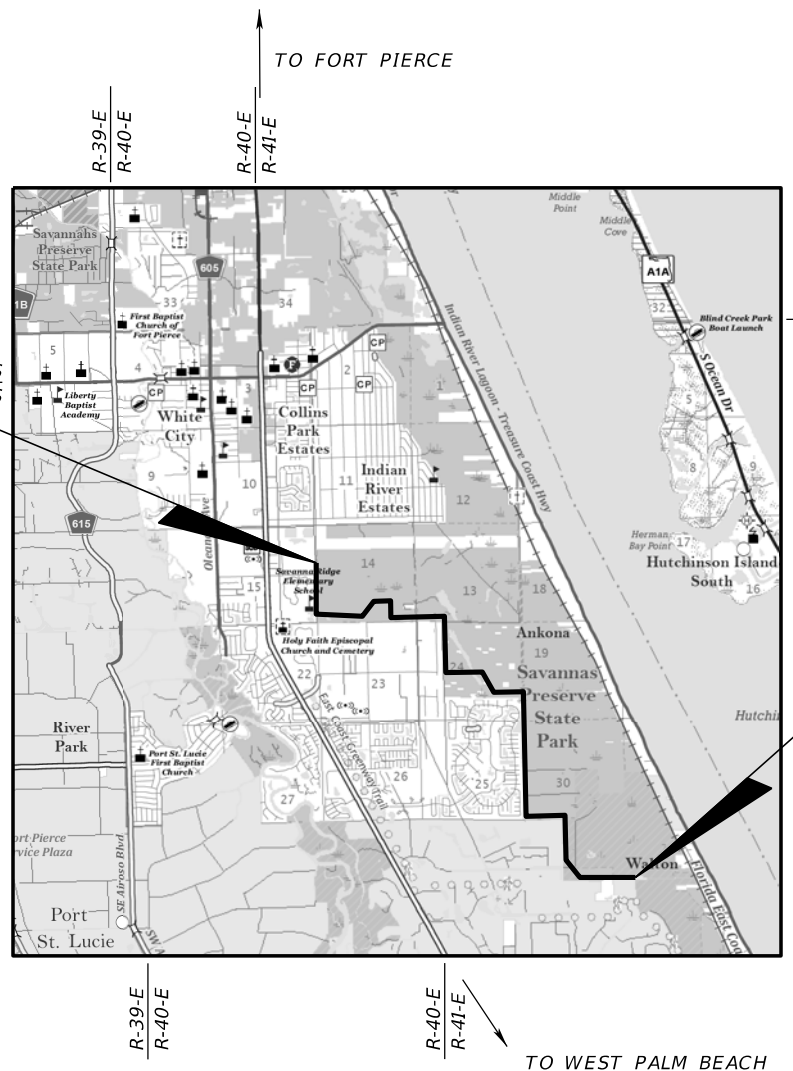 TO FORT PIERCE
R-39-E
R-40-E
R-40-E
R-41-E
Middle
Point
Middle
Cove
Savannahs
Preserve
State Park
605
A1A
1B
33
34
32
First Baptist
Church of
Fort Pierce
Blind Creek Park
Boat Launch
Indian River Lagoon - Treasure Coast Hwy
S Ocean Dr
5
4
3
2
1
CP
CP
CP
CP
F
Liberty
Baptist
Academy
White
City
Collins
Park
Estates
5
8
9
9
10
11
12
Indian
River
Estates
615
Herman
Bay Point
17
Hutchinson Island
South
16
15
14
13
18
Savanna Ridge
Elementary
School
Holy Faith Episcopal
Church and Cemetery
Ankona
19
22
23
24
Savannas
Preserve
State
Park
East Coast Greenway Trail
River
Park
Port St. Lucie
First Baptist
Church
25
26
27
30
ort Pierce
rvice Plaza
SE Airoso Blvd
Walton
Florida East Coa
Port
St. Lucie
R-39-E
R-40-E
R-40-E
R-41-E
TO WEST PALM BEACH